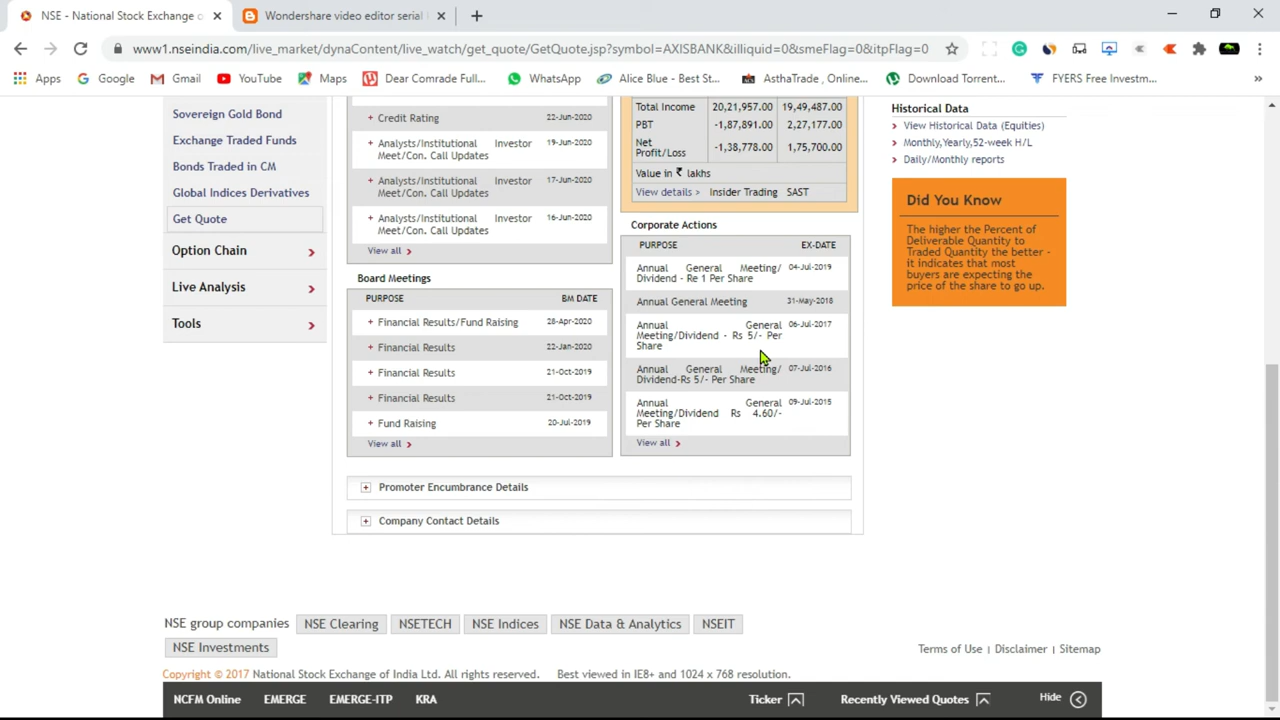 NSE - National Stock Exchange o
Wondershare video editor serial
www1.nseindia.com/live_market/dynaContent/live_watch/get_quote/GetQuote.jsp?symbol=AXISBANK&illiquid=0&smeFlag=0&itpFlag=0
Apps
Google
Gmail
YouTube
Maps
Dear Comrade Full...
WhatsApp
Alice Blue - Best St...
AsthaTrade , Online...
Download Torrent...
FYERS Free Investm...
Sovereign Gold Bond
Exchange Traded Funds
Bonds Traded in CM
Global Indices Derivatives
Get Quote
Option Chain
Live Analysis
Tools
Credit Rating 22-Jun-2020
Analysts/Institutional Investor 19-Jun-2020
Meet/Con. Call Updates
Analysts/Institutional Investor 17-Jun-2020
Meet/Con. Call Updates
Analysts/Institutional Investor 16-Jun-2020
Meet/Con. Call Updates
View all
Board Meetings
PURPOSE BM DATE
Financial Results/Fund Raising 28-Apr-2020
Financial Results 22-Jan-2020
Financial Results 21-Oct-2019
Financial Results 21-Oct-2019
Fund Raising 20-Jul-2019
View all
Total Income 20,21,957.00 19,49,487.00
PBT -1,87,891.00 2,27,177.00
Net
Profit/Loss -1,38,778.00 1,75,700.00
Value in ₹ lakhs
View details > Insider Trading SAST
Corporate Actions
PURPOSE EX-DATE
Annual General Meeting/ 04-Jul-2019
Dividend - Re 1 Per Share
Annual General Meeting 31-May-2018
Annual General 06-Jul-2017
Meeting/Dividend - Rs 5/- Per
Share
Annual General Meeting/ 07-Jul-2016
Dividend-Rs 5/- Per Share
Annual General 09-Jul-2015
Meeting/Dividend Rs 4.60/-
Per Share
View all
Historical Data
View Historical Data (Equities)
Monthly,Yearly,52-week H/L
Daily/Monthly reports
Did You Know
The higher the Percent of
Deliverable Quantity to
Traded Quantity the better -
it indicates that most
buyers are expecting the
price of the share to go up.
Promoter Encumbrance Details
Company Contact Details
NSE group companies NSE Clearing NSETECH NSE Indices NSE Data & Analytics NSEIT
NSE Investments
Terms of Use | Disclaimer | Sitemap
Copyright © 2017 National Stock Exchange of India Ltd. All rights reserved. Best viewed in IE8+ and 1024 x 768 resolution.
NCFM Online EMERGE EMERGE-ITP KRA Ticker Recently Viewed Quotes Hide